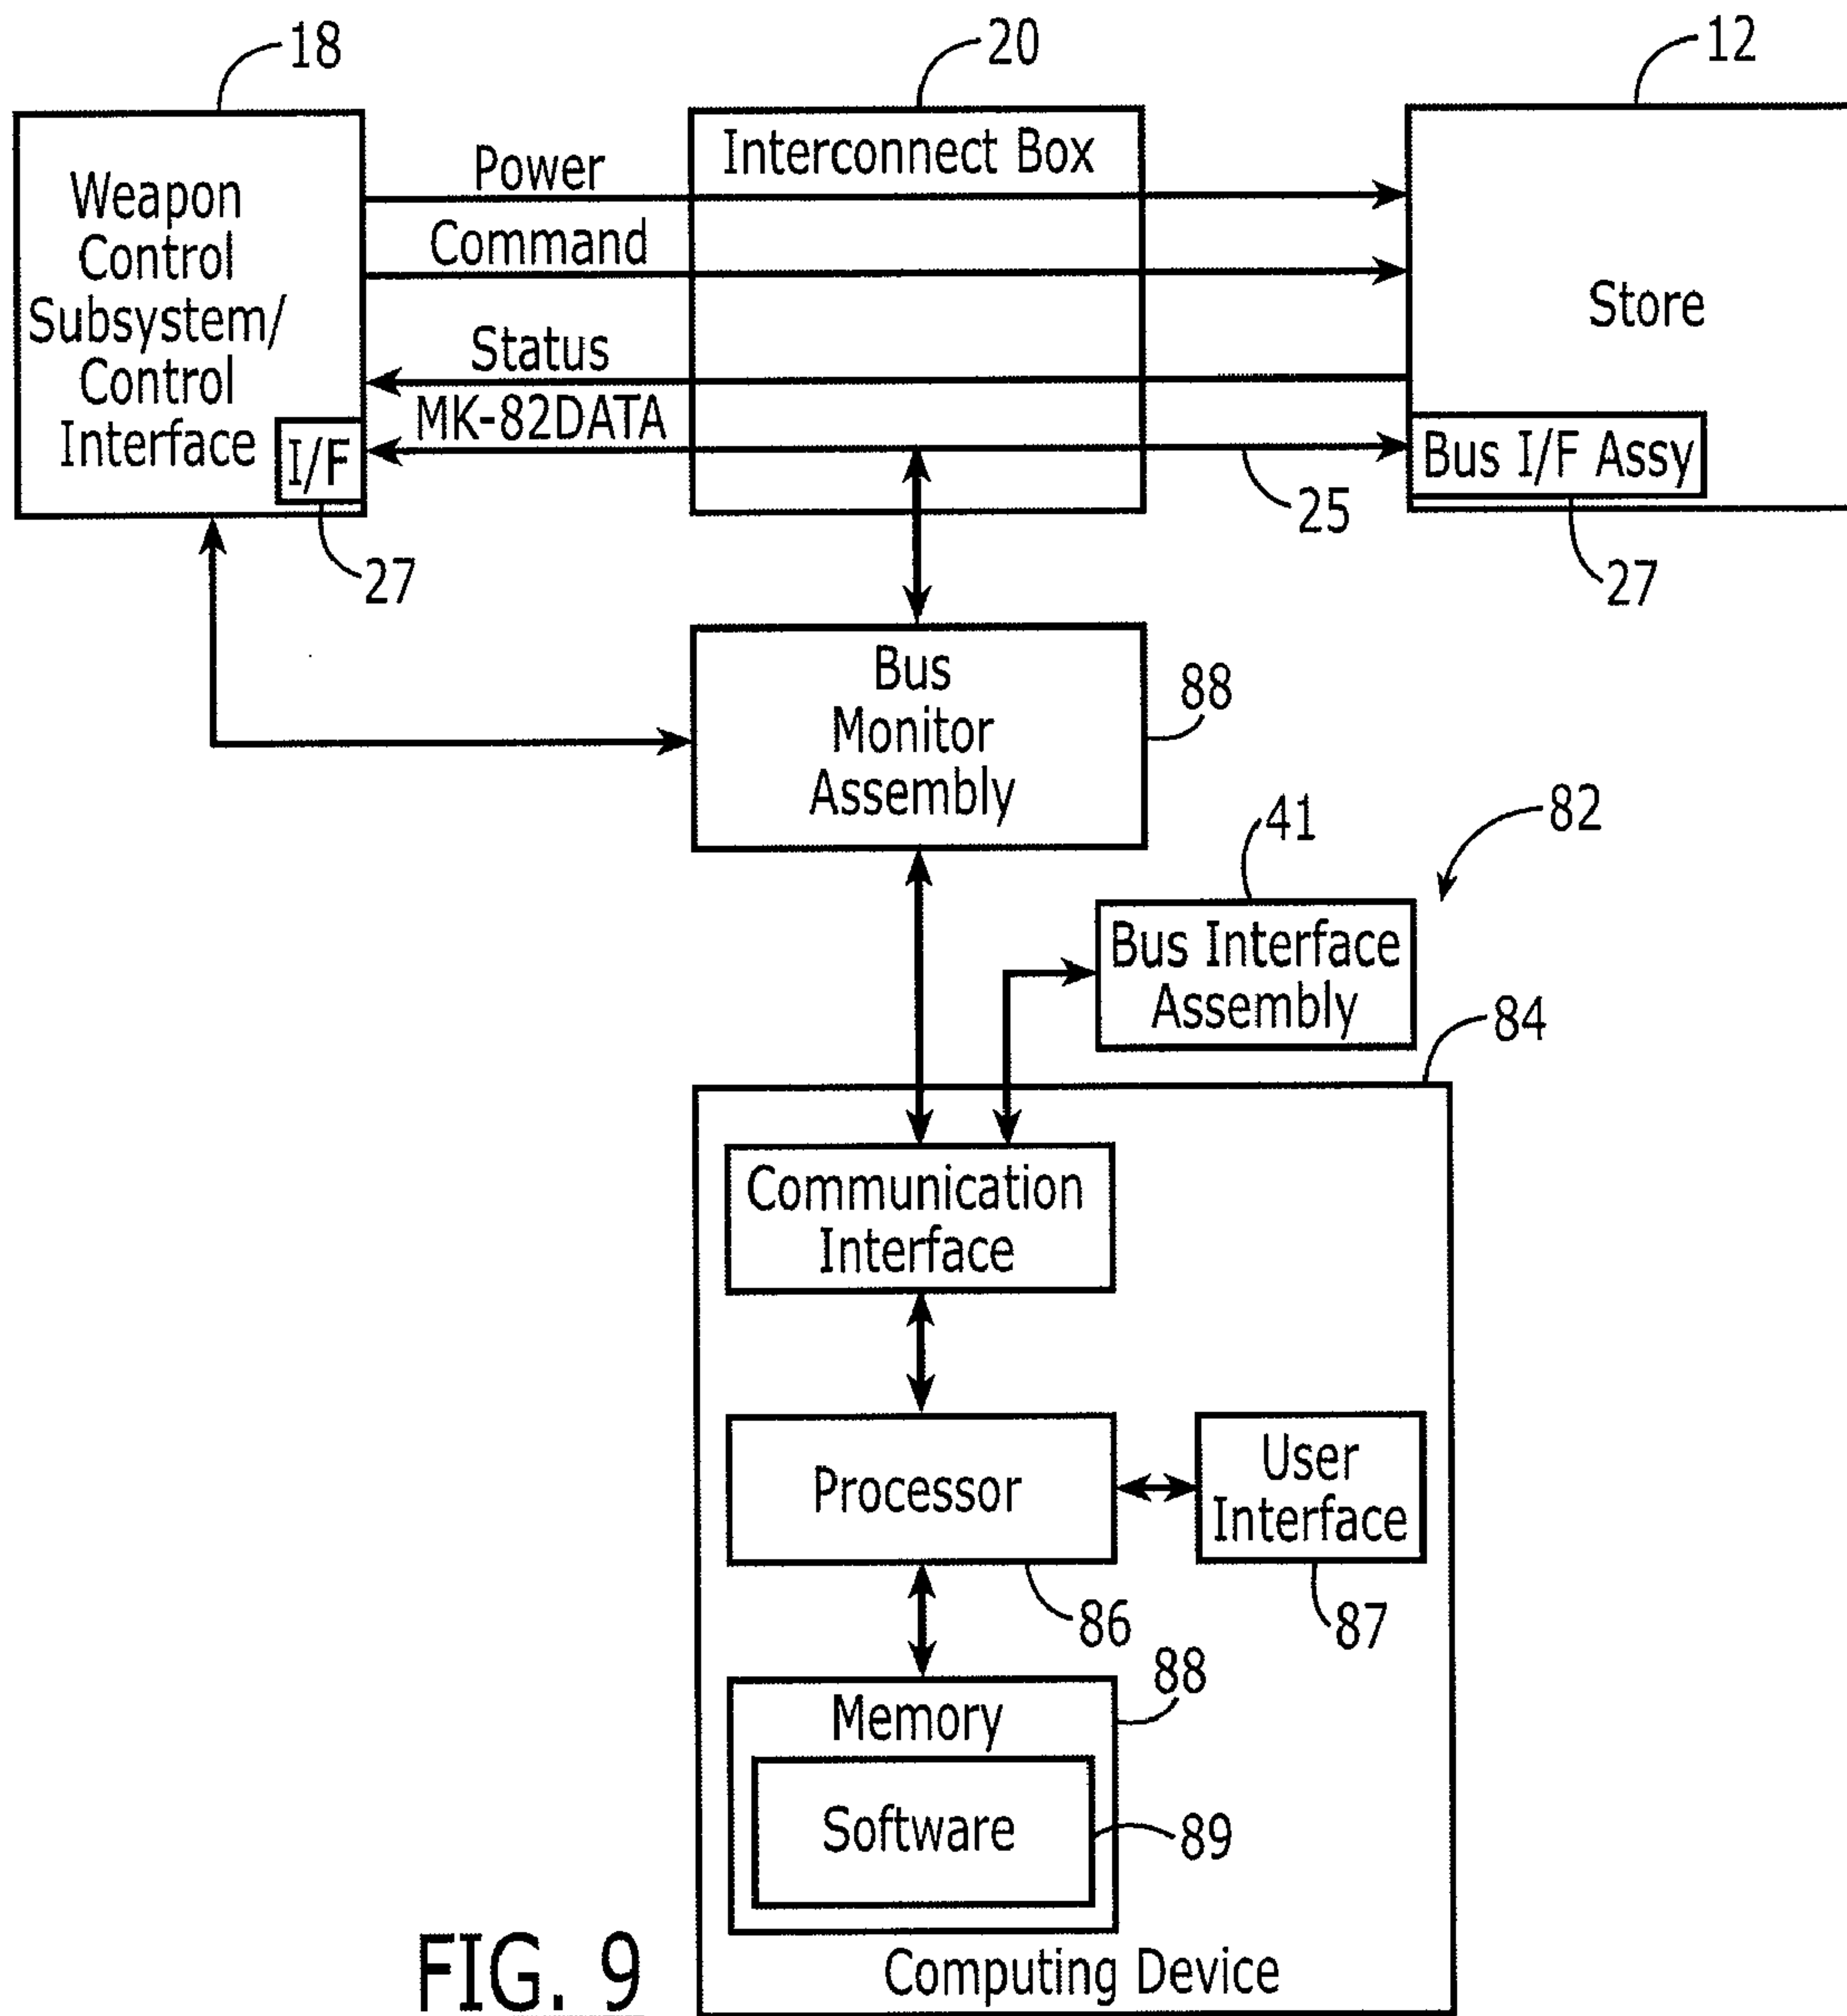 18
20
12
Weapon
Control
Subsystem/
Control
Interface
I/F
27
Power
Command
Status
MK-82DATA
Interconnect Box
Store
Bus I/F Assy
25
27
Bus
Monitor
Assembly
88
41
82
Bus Interface
Assembly
84
Communication
Interface
Processor
86
User
Interface
87
Memory
88
Software
89
Computing Device
FIG. 9